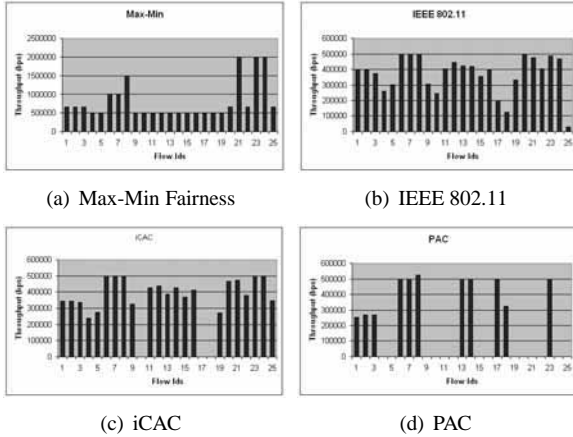 Max-Min
Throughput (bps)
2500000
2000000
1500000
1000000
500000
0
1 3 5 7 9 11 13 15 17 19 21 23 25
Flow Ids
(a) Max-Min Fairness
IEEE 802.11
Throughput (bps)
600000
500000
400000
300000
200000
100000
0
1 3 5 7 9 11 13 15 17 19 21 23 25
Flow Ids
(b) IEEE 802.11
iCAC
Throughput (bps)
600000
500000
400000
300000
200000
100000
0
1 3 5 7 9 11 13 15 17 19 21 23 25
Flow Ids
(c) iCAC
PAC
Throughput (bps)
600000
500000
400000
300000
200000
100000
0
1 3 5 7 9 11 13 15 17 19 21 23 25
Flow Ids
(d) PAC